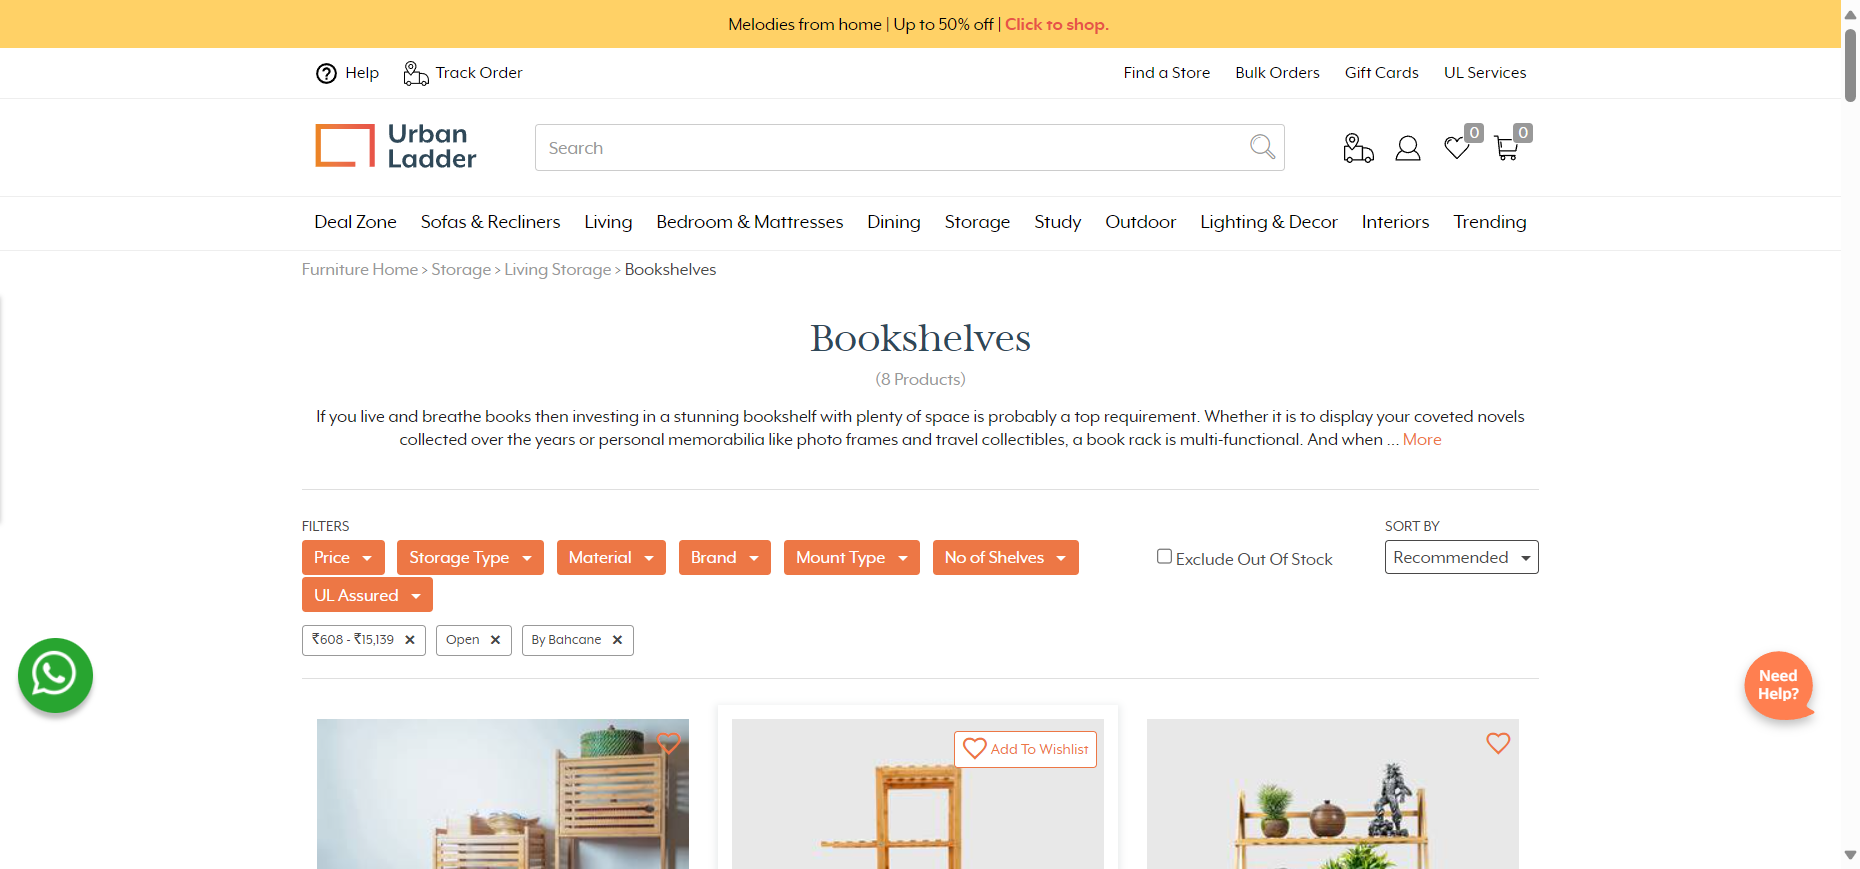 Melodies from home | Up to 50% off | Click to shop.
Help Track Order Find a Store Bulk Orders Gift Cards UL Services
Urban
Ladder
Search
0 0
Deal Zone Sofas & Recliners Living Bedroom & Mattresses Dining Storage Study Outdoor Lighting & Decor Interiors Trending
Furniture Home > Storage > Living Storage > Bookshelves
Bookshelves
(8 Products)
If you live and breathe books then investing in a stunning bookshelf with plenty of space is probably a top requirement. Whether it is to display your coveted novels
collected over the years or personal memorabilia like photo frames and travel collectibles, a book rack is multi-functional. And when ... More
FILTERS SORT BY
Price Storage Type Material Brand Mount Type No of Shelves Exclude Out Of Stock Recommended
UL Assured
₹608 - ₹15,139 ✕ Open ✕ By Bahcane ✕
Need
Help?
Add To Wishlist